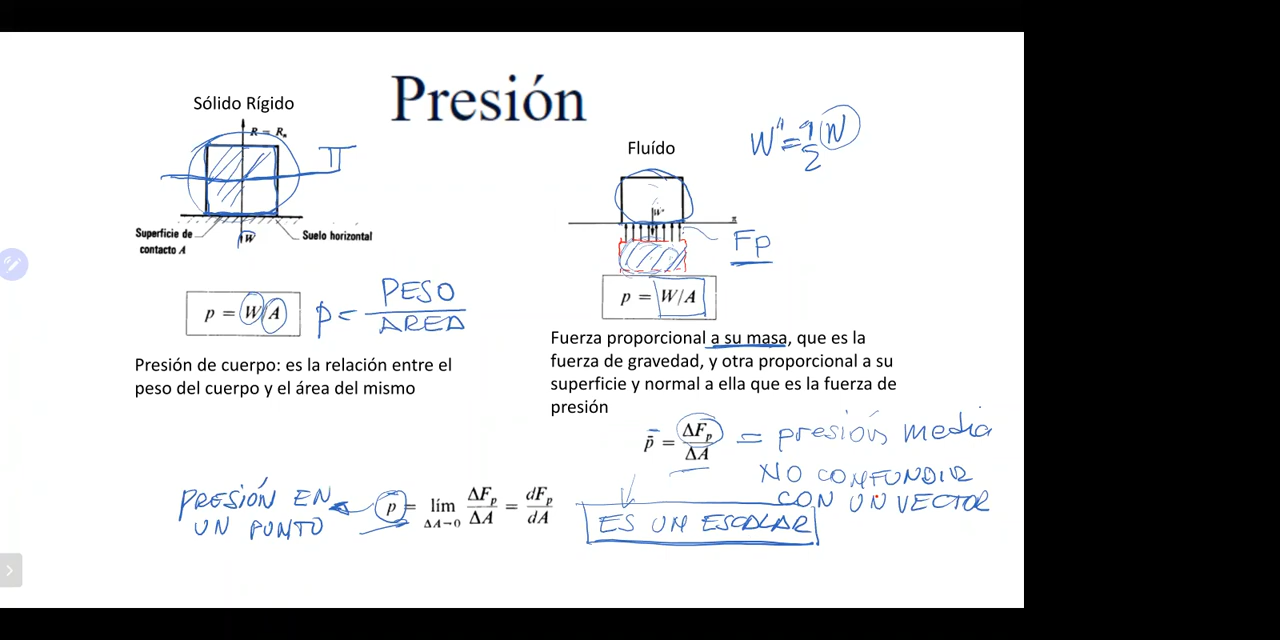 Presión
Sólido Rígido
R = Rₙ
π
Superficie de
contacto A
W
Suelo horizontal
p = W/A
p = PESO
AREA
Presión de cuerpo: es la relación entre el
peso del cuerpo y el área del mismo
W" = 1/2 W
Fluído
W
Fp
p = W/A
Fuerza proporcional a su masa, que es la
fuerza de gravedad, y otra proporcional a su
superficie y normal a ella que es la fuerza de
presión
p̄ = ΔFₚ/ΔA = presión media
NO CONFUNDIR
CON UN VECTOR
PRESIÓN EN
UN PUNTO
p = lím ΔA→0 ΔFₚ/ΔA = dFₚ/dA
ES UN ESCALAR